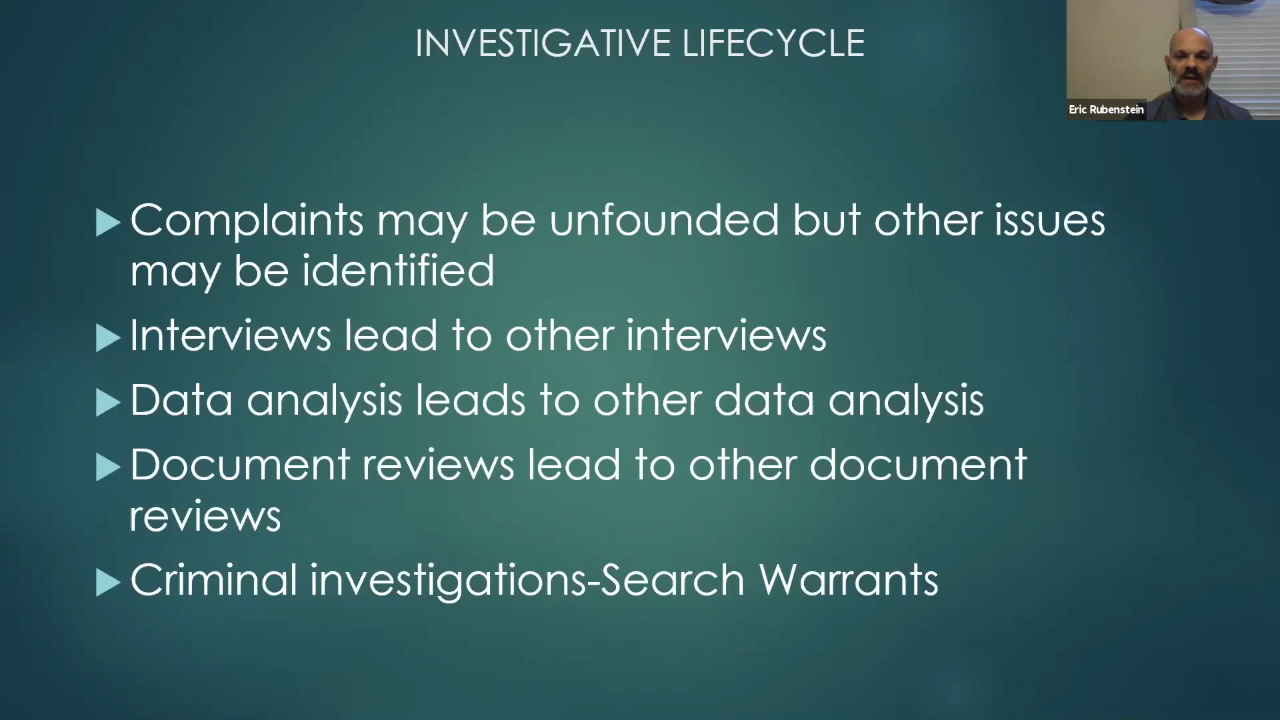 INVESTIGATIVE LIFECYCLE
Eric Rubenstein
Complaints may be unfounded but other issues
may be identified
Interviews lead to other interviews
Data analysis leads to other data analysis
Document reviews lead to other document
reviews
Criminal investigations-Search Warrants